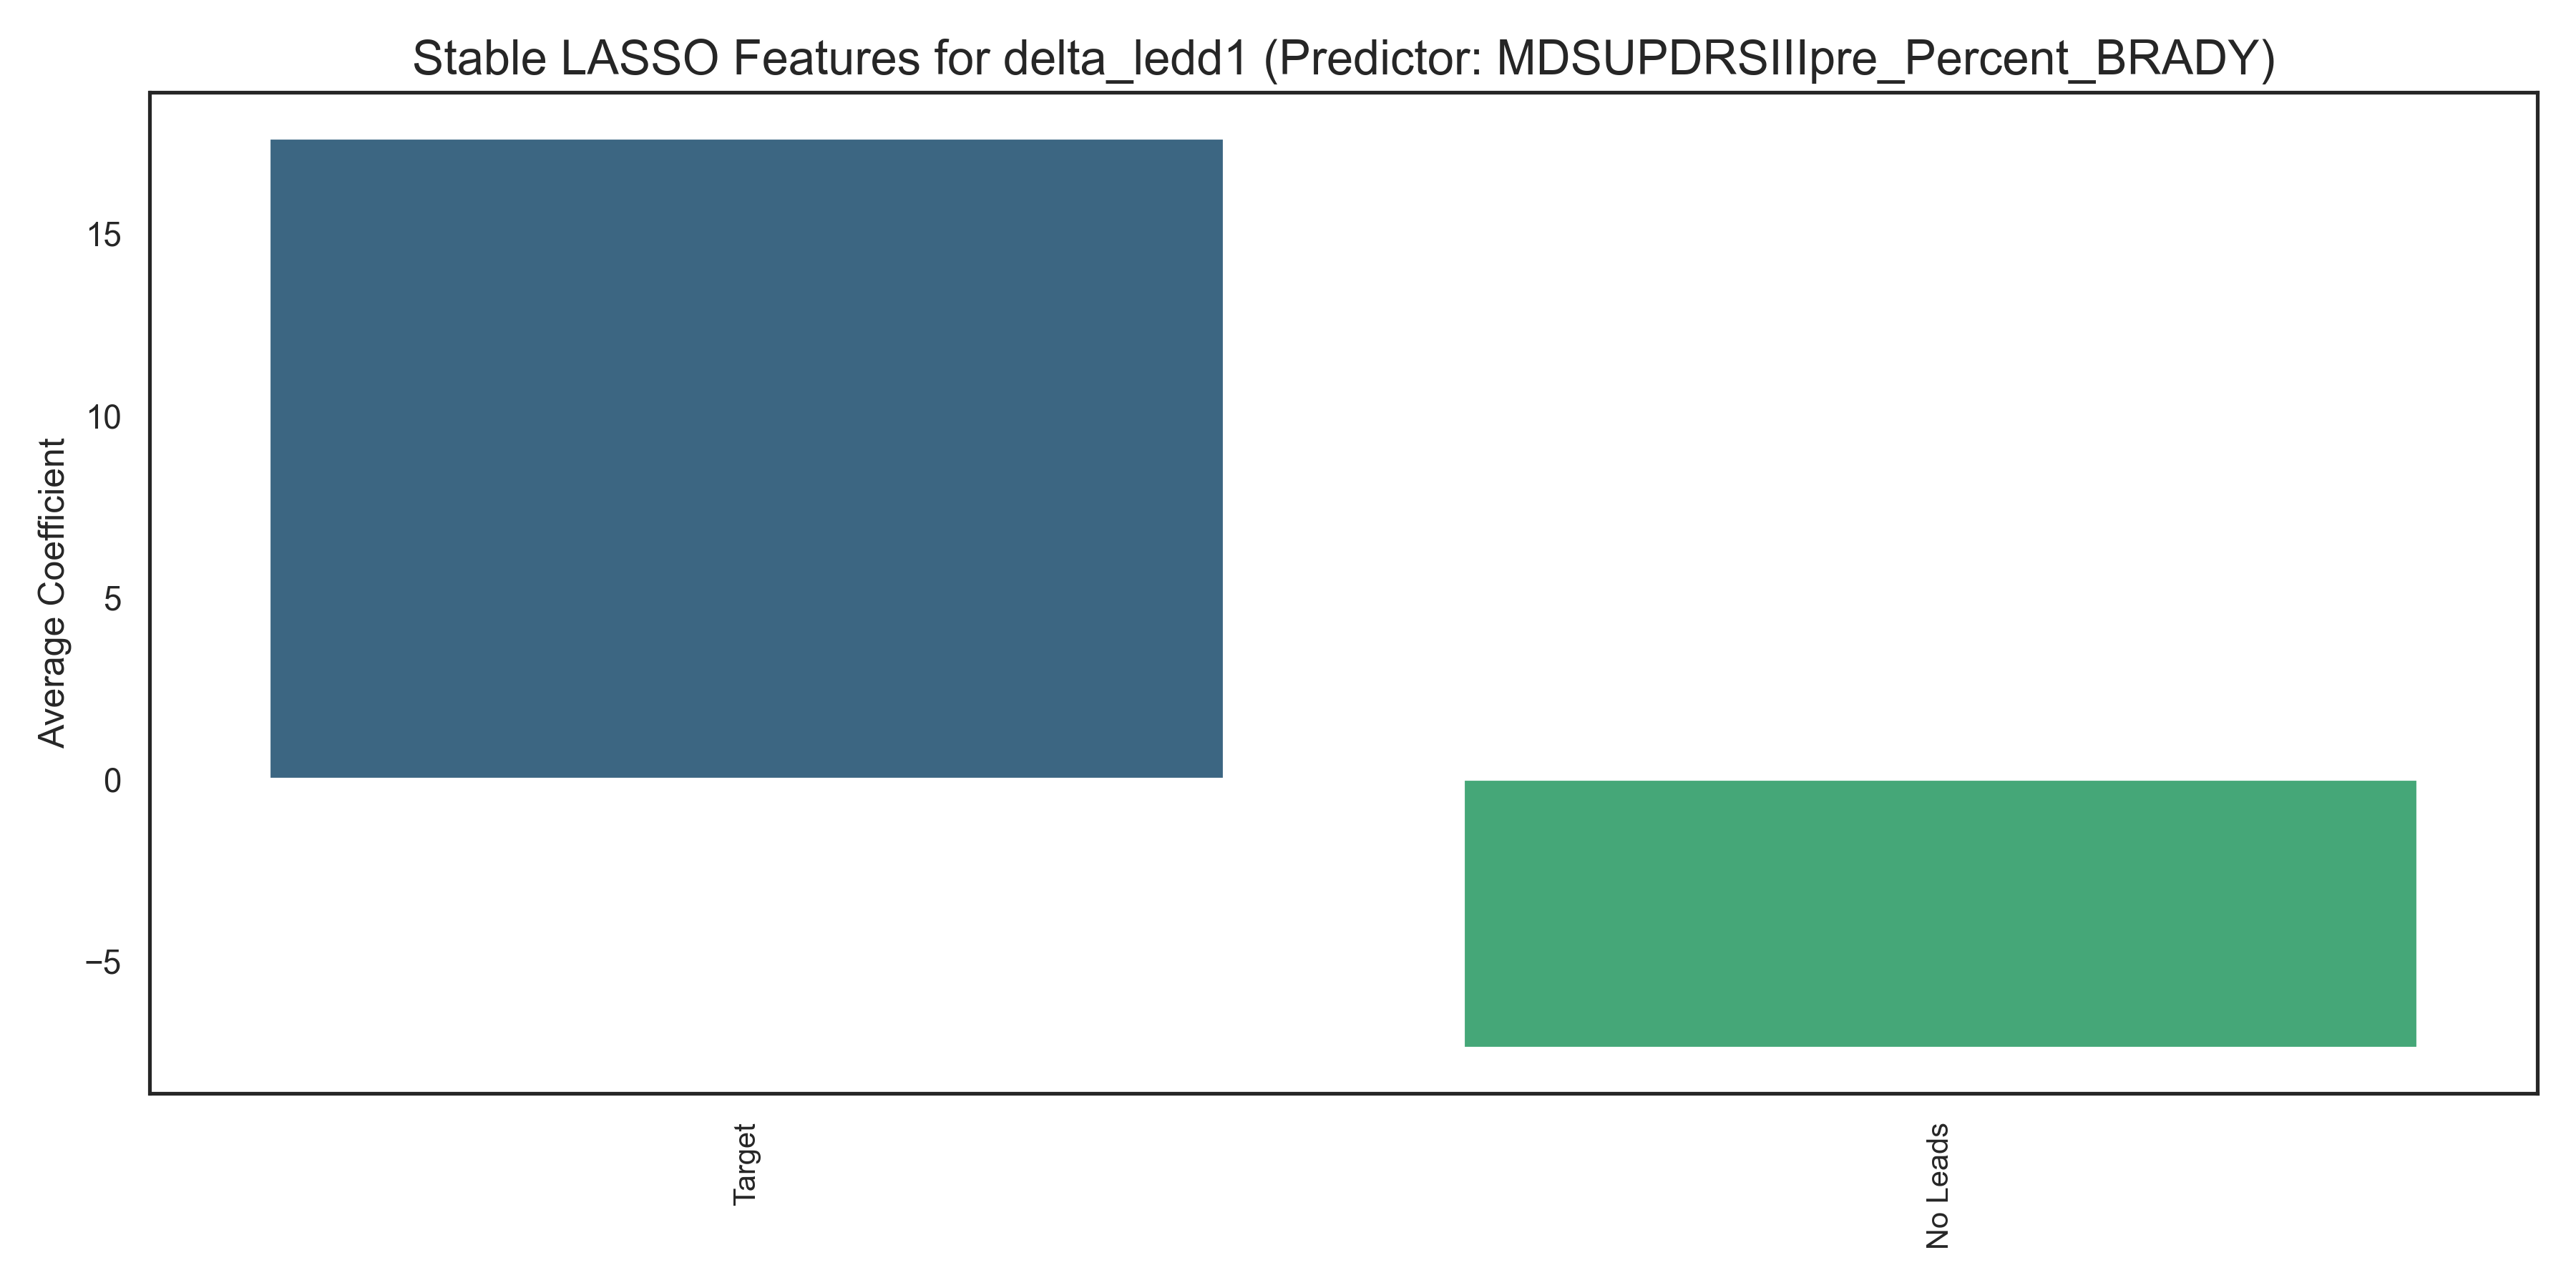 Stable LASSO Features for delta_ledd1 (Predictor: MDSUPDRSIIIpre_Percent_BRADY)
Average Coefficient
15
10
5
0
−5
Target
No Leads